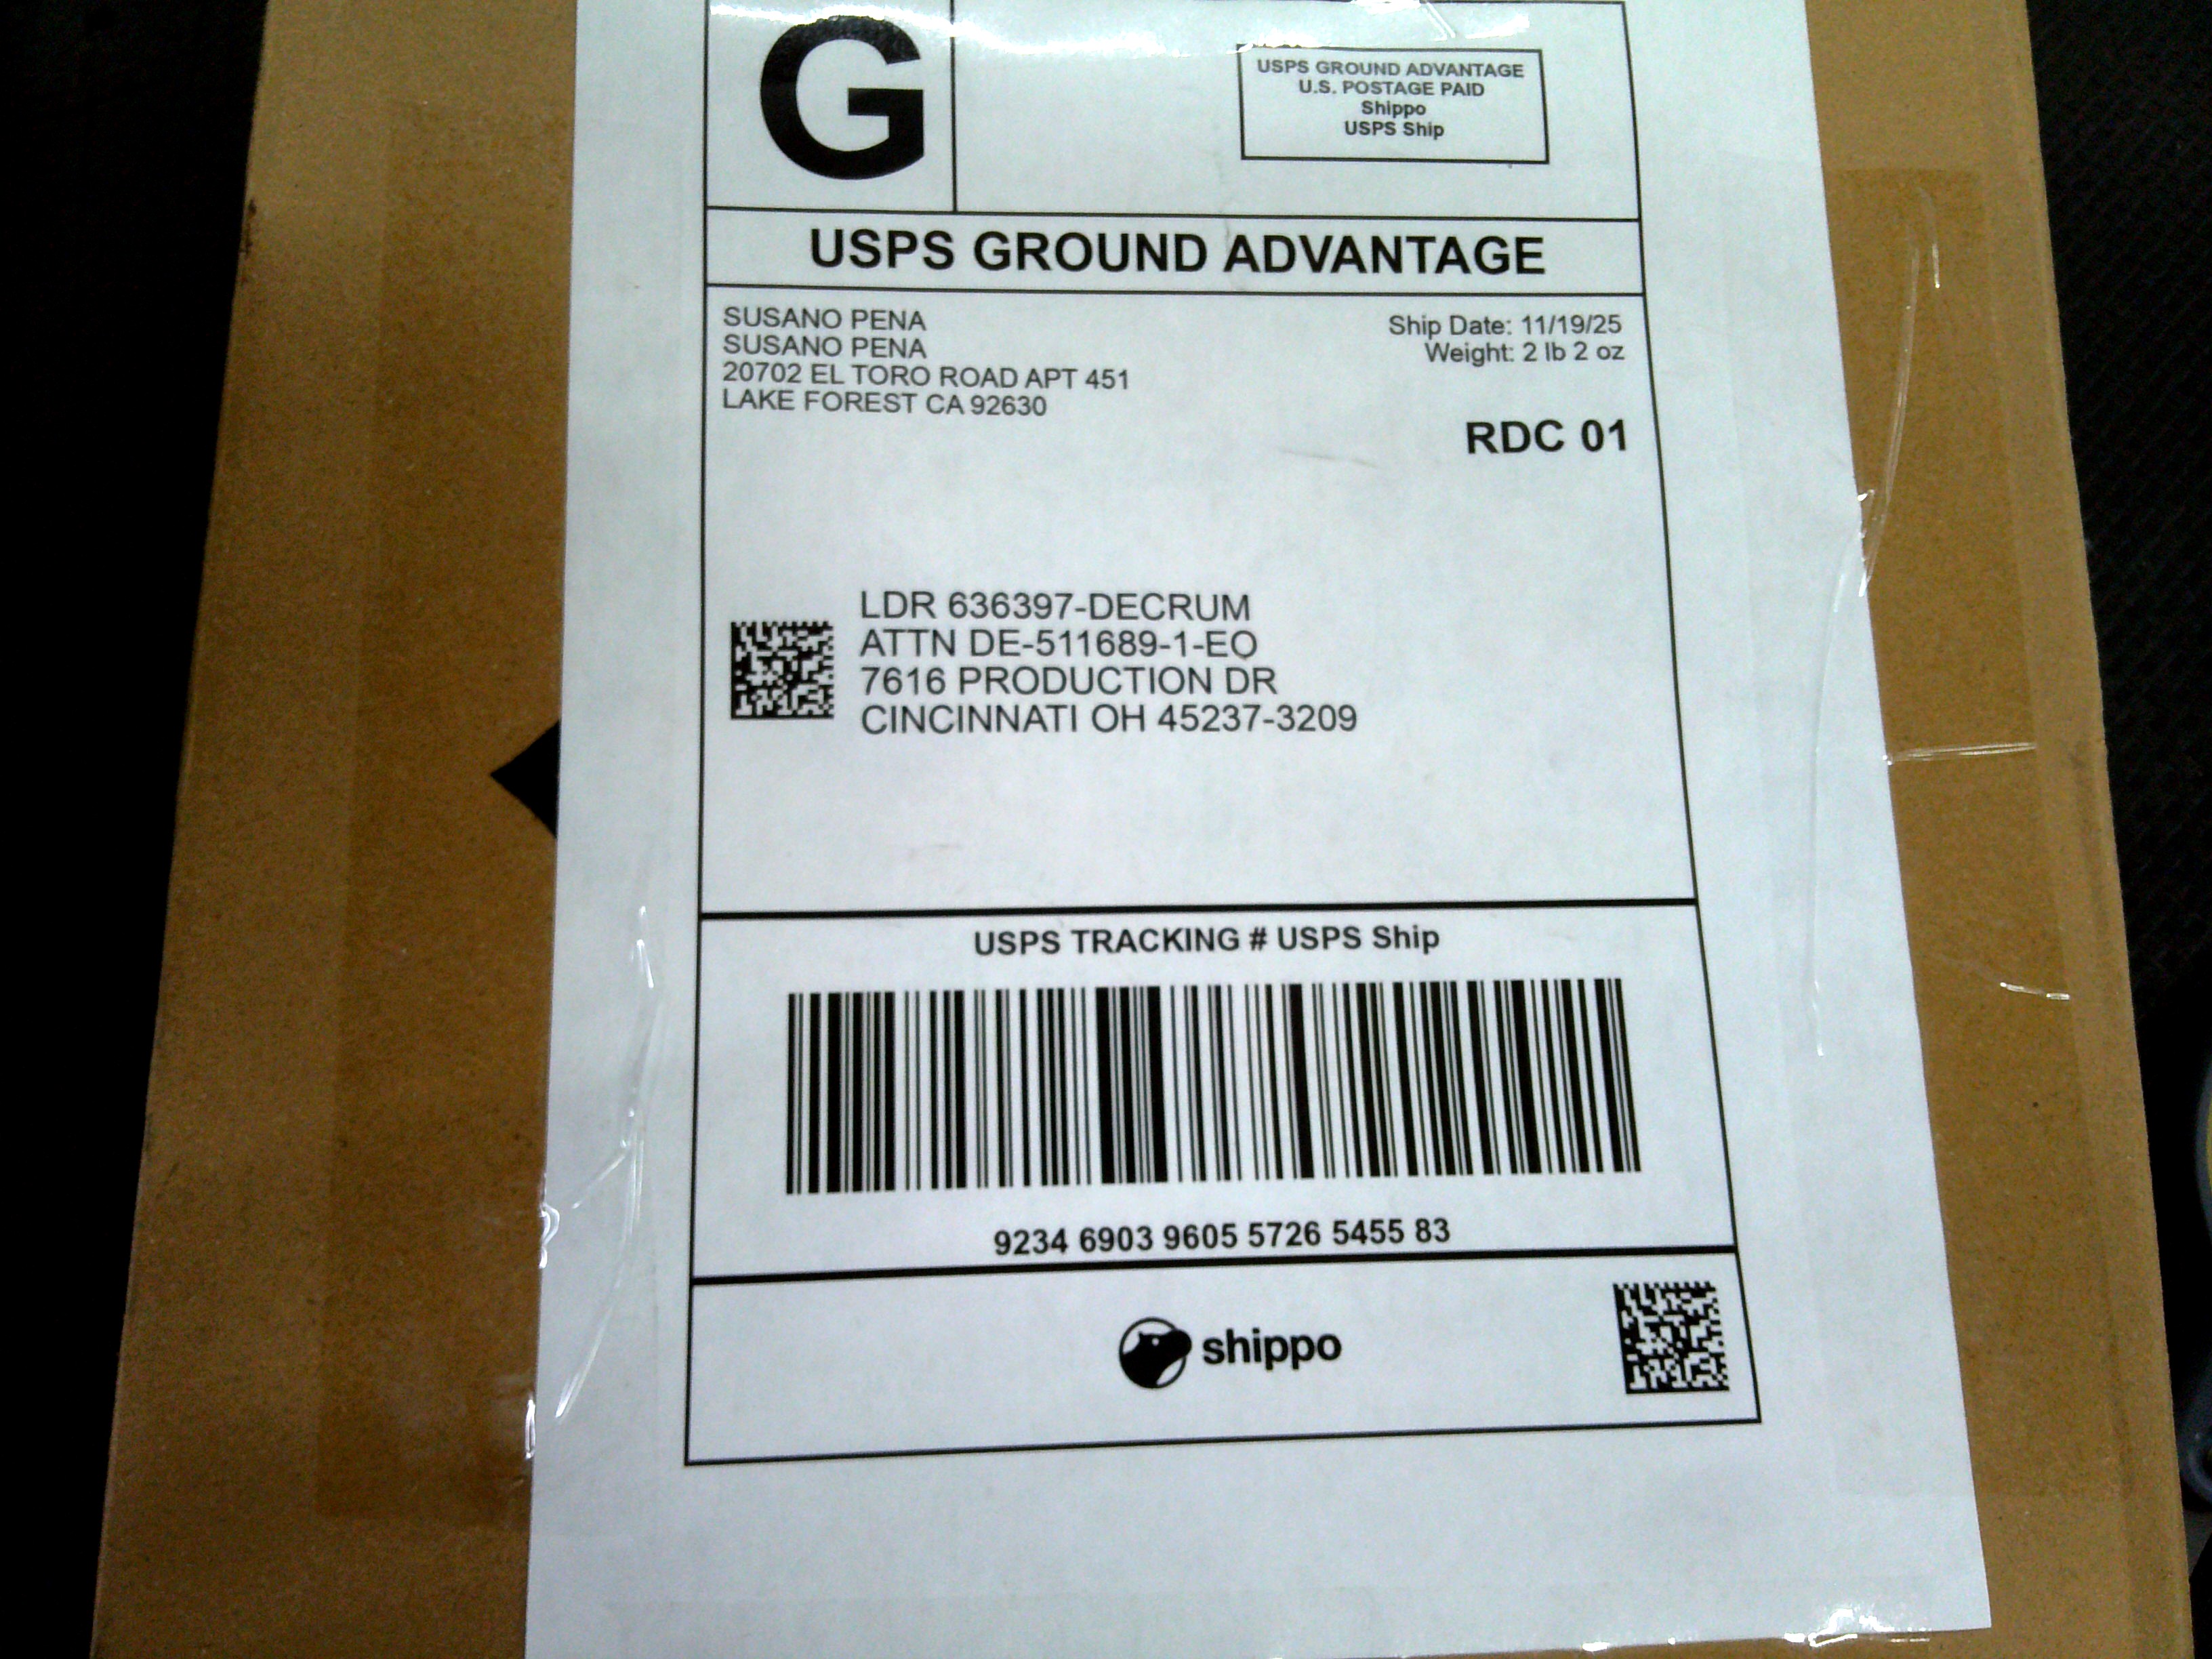 G
USPS GROUND ADVANTAGE
U.S. POSTAGE PAID
Shippo
USPS Ship
USPS GROUND ADVANTAGE
SUSANO PENA
SUSANO PENA
20702 EL TORO ROAD APT 451
LAKE FOREST CA 92630
Ship Date: 11/19/25
Weight: 2 lb 2 oz
RDC 01
LDR 636397-DECRUM
ATTN DE-511689-1-EO
7616 PRODUCTION DR
CINCINNATI OH 45237-3209
USPS TRACKING # USPS Ship
9234 6903 9605 5726 5455 83
shippo